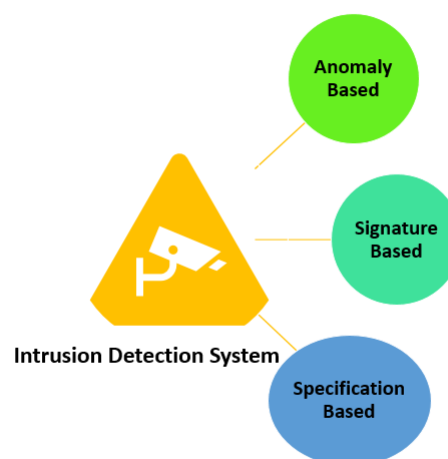 Anomaly
Based
Signature
Based
Intrusion Detection System
Specification
Based